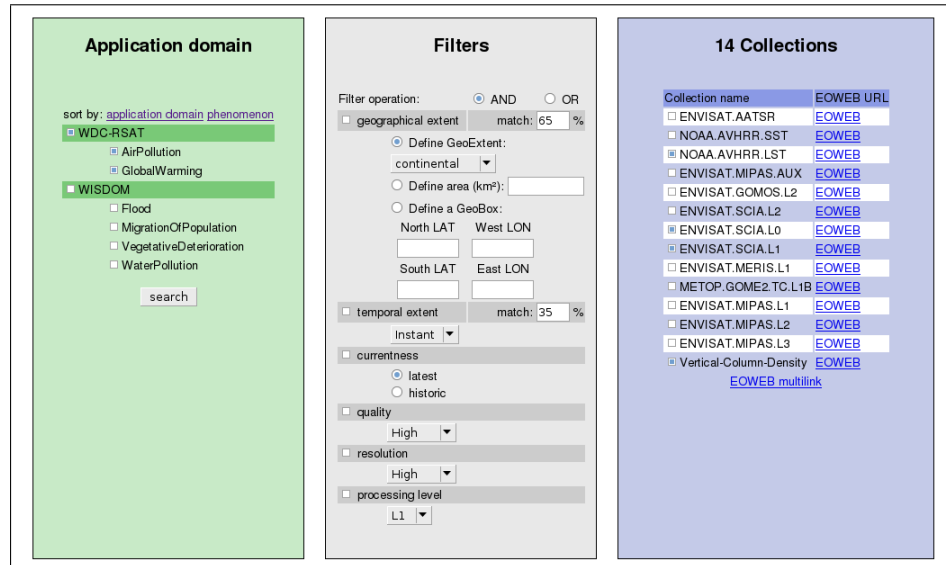 Application domain
sort by: application domain phenomenon
WDC-RSAT
AirPollution
GlobalWarming
WISDOM
Flood
MigrationOfPopulation
VegetativeDeterioration
WaterPollution
search
Filters
Filter operation: AND OR
geographical extent match: 65 %
Define GeoExtent:
continental
Define area (km²):
Define a GeoBox:
North LAT West LON
South LAT East LON
temporal extent match: 35 %
Instant
currentness
latest
historic
quality
High
resolution
High
processing level
L1
14 Collections
Collection name EOWEB URL
ENVISAT.AATSR EOWEB
NOAA.AVHRR.SST EOWEB
NOAA.AVHRR.LST EOWEB
ENVISAT.MIPAS.AUX EOWEB
ENVISAT.GOMOS.L2 EOWEB
ENVISAT.SCIA.L2 EOWEB
ENVISAT.SCIA.L0 EOWEB
ENVISAT.SCIA.L1 EOWEB
ENVISAT.MERIS.L1 EOWEB
METOP.GOME2.TC.L1B EOWEB
ENVISAT.MIPAS.L1 EOWEB
ENVISAT.MIPAS.L2 EOWEB
ENVISAT.MIPAS.L3 EOWEB
Vertical-Column-Density EOWEB
EOWEB multilink